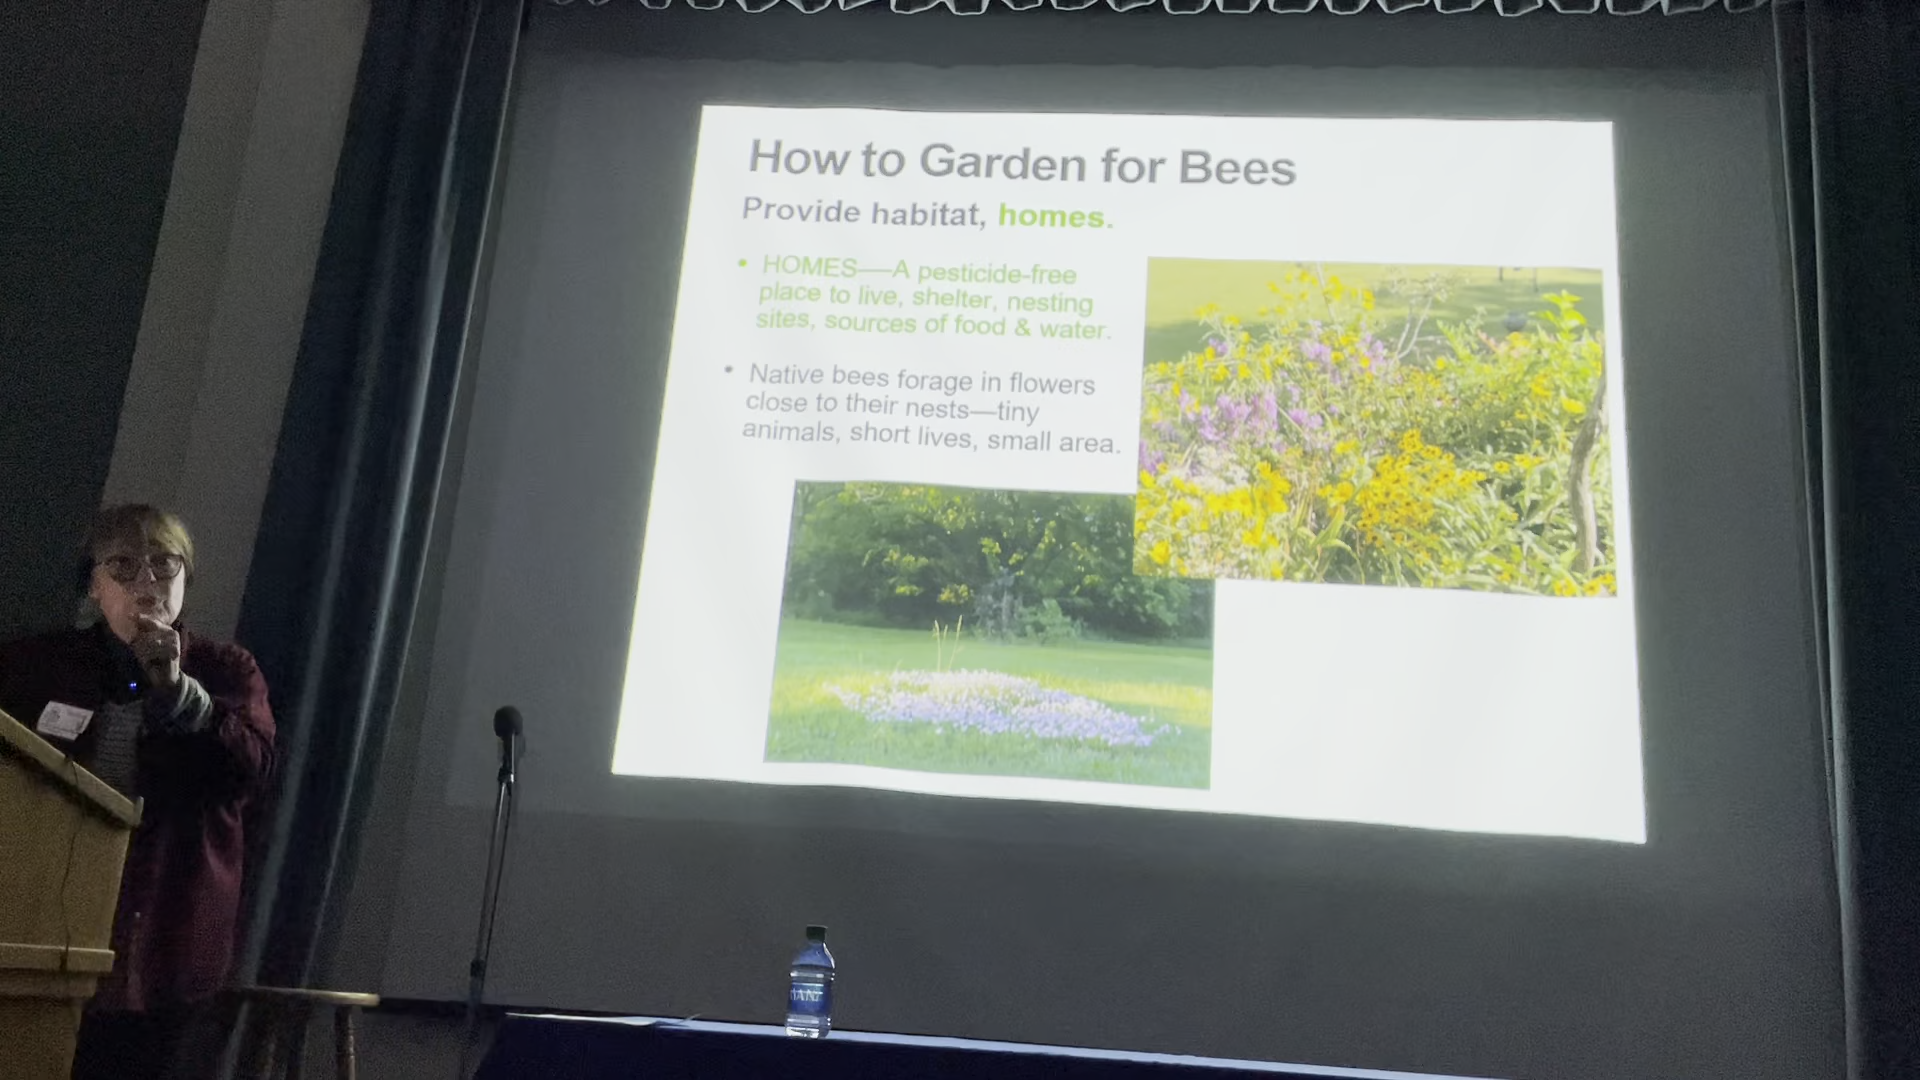 How to Garden for Bees
Provide habitat, homes.
• HOMES—A pesticide-free
place to live, shelter, nesting
sites, sources of food & water.
• Native bees forage in flowers
close to their nests—tiny
animals, short lives, small area.